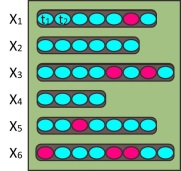 X₁ t₁ t₂
X₂
X₃
X₄
X₅
X₆